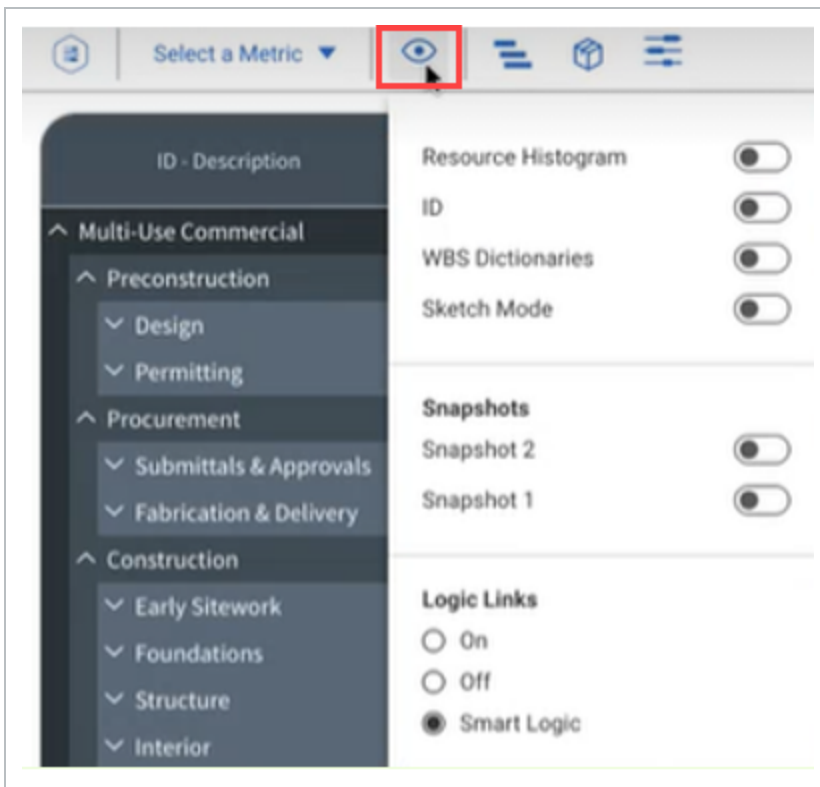 Select a Metric
ID - Description
Multi-Use Commercial
Preconstruction
Design
Permitting
Procurement
Submittals & Approvals
Fabrication & Delivery
Construction
Early Sitework
Foundations
Structure
Interior
Resource Histogram
ID
WBS Dictionaries
Sketch Mode
Snapshots
Snapshot 2
Snapshot 1
Logic Links
On
Off
Smart Logic